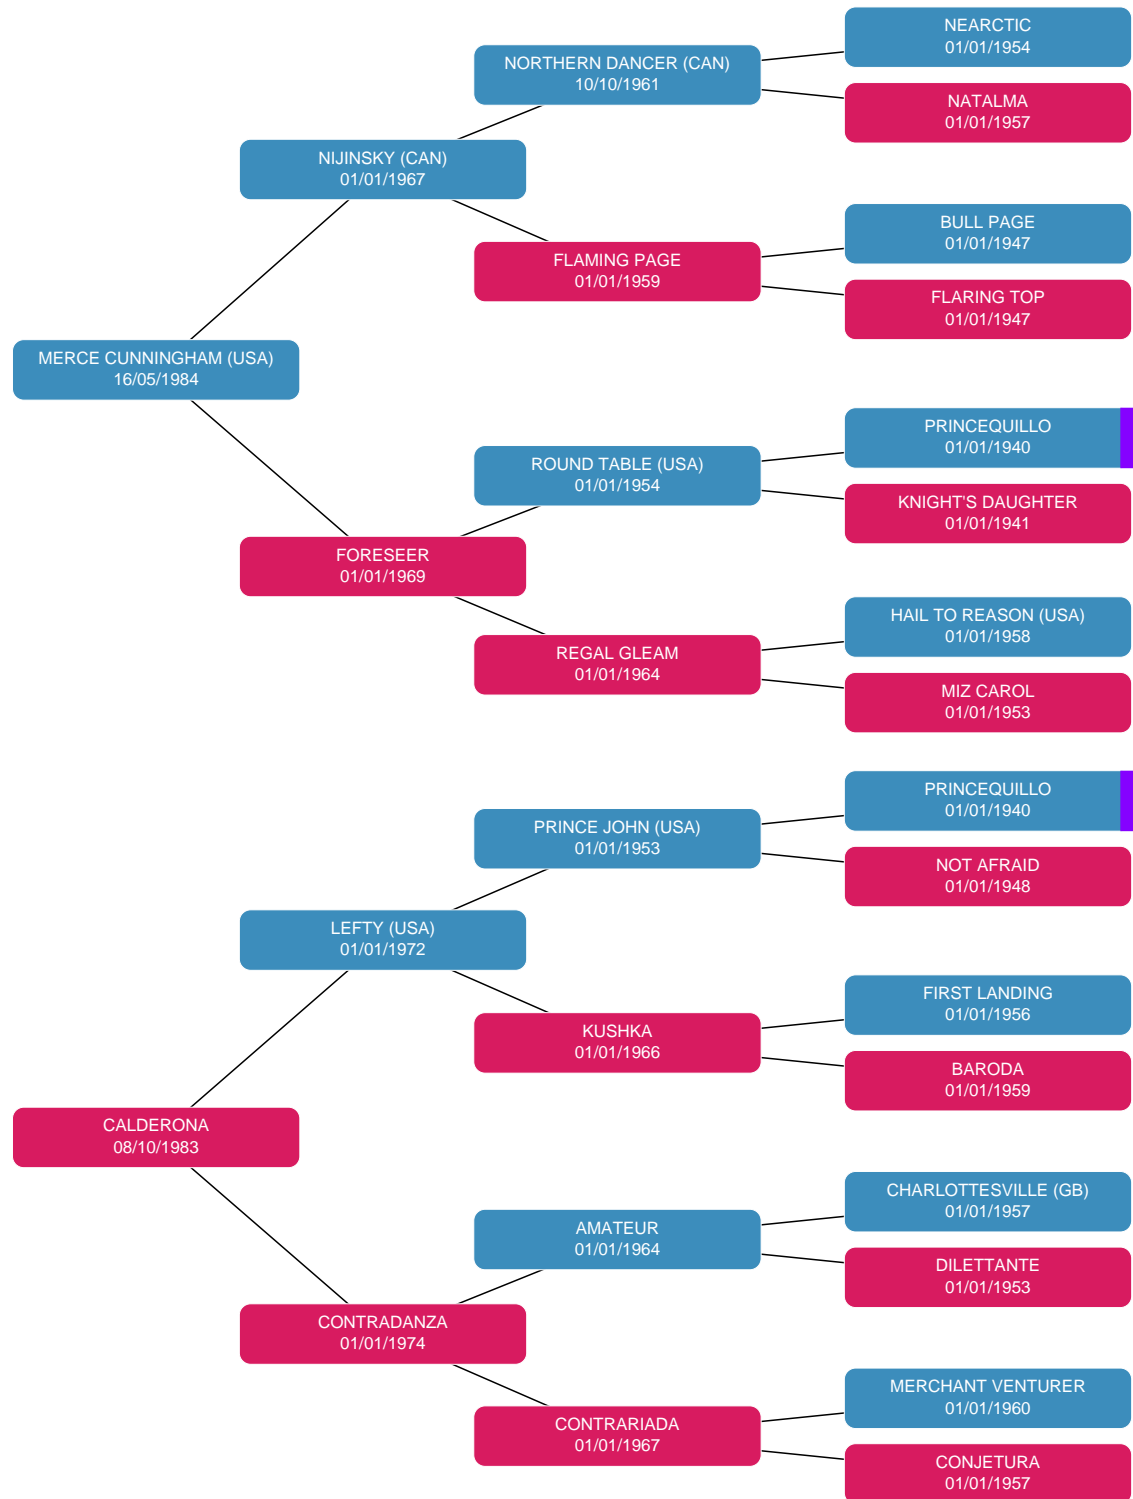 NEARCTIC
01/01/1954
NORTHERN DANCER (CAN)
10/10/1961
NATALMA
01/01/1957
NIJINSKY (CAN)
01/01/1967
BULL PAGE
01/01/1947
FLAMING PAGE
01/01/1959
FLARING TOP
01/01/1947
MERCE CUNNINGHAM (USA)
16/05/1984
PRINCEQUILLO
01/01/1940
ROUND TABLE (USA)
01/01/1954
KNIGHT'S DAUGHTER
01/01/1941
FORESEER
01/01/1969
HAIL TO REASON (USA)
01/01/1958
REGAL GLEAM
01/01/1964
MIZ CAROL
01/01/1953
PRINCEQUILLO
01/01/1940
PRINCE JOHN (USA)
01/01/1953
NOT AFRAID
01/01/1948
LEFTY (USA)
01/01/1972
FIRST LANDING
01/01/1956
KUSHKA
01/01/1966
BARODA
01/01/1959
CALDERONA
08/10/1983
CHARLOTTESVILLE (GB)
01/01/1957
AMATEUR
01/01/1964
DILETTANTE
01/01/1953
CONTRADANZA
01/01/1974
MERCHANT VENTURER
01/01/1960
CONTRARIADA
01/01/1967
CONJETURA
01/01/1957